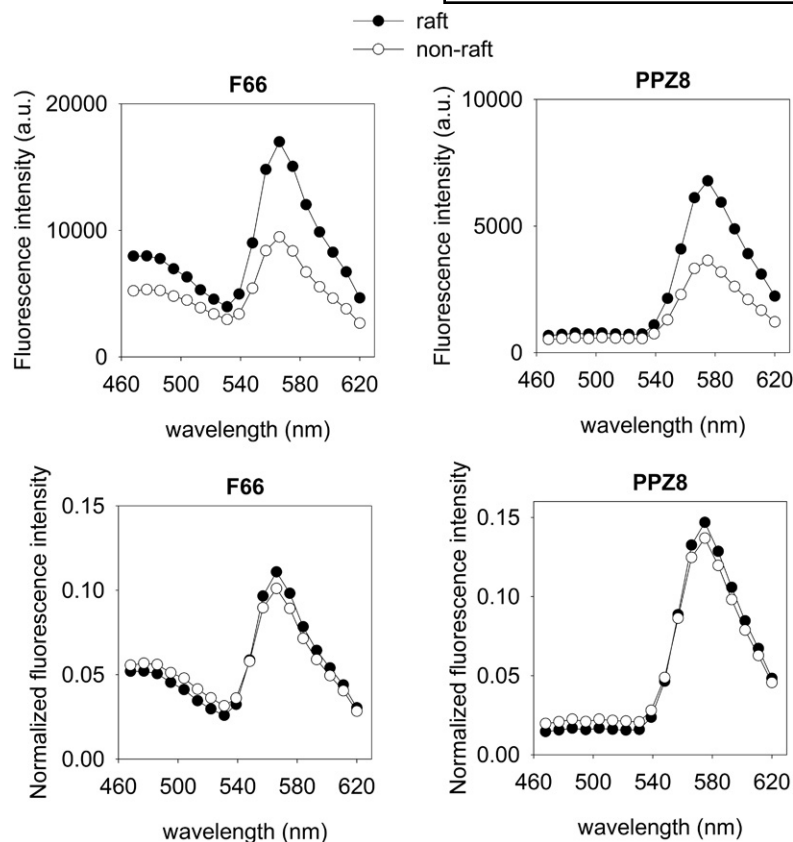 raft
non-raft
F66
Fluorescence intensity (a.u.)
20000
10000
0
460 500 540 580 620
wavelength (nm)
PPZ8
Fluorescence intensity (a.u.)
10000
5000
0
460 500 540 580 620
wavelength (nm)
F66
Normalized fluorescence intensity
0.15
0.10
0.05
0.00
460 500 540 580 620
wavelength (nm)
PPZ8
Normalized fluorescence intensity
0.15
0.10
0.05
0.00
460 500 540 580 620
wavelength (nm)